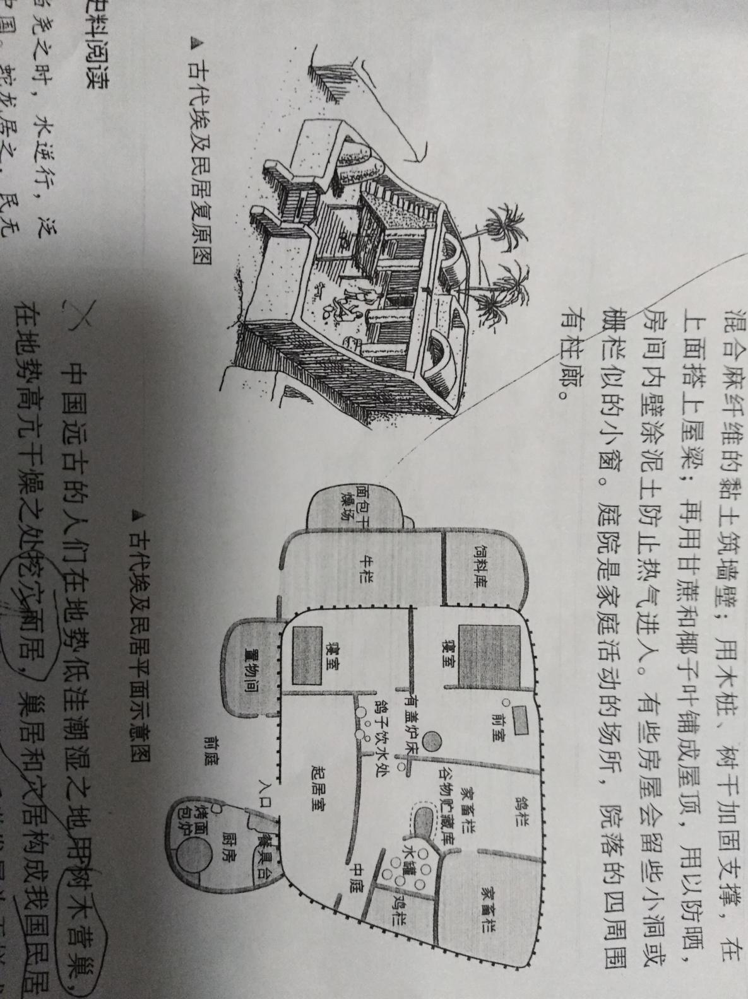 混合麻纤维的黏土筑墙壁；用木桩、树干加固支撑，在
上面搭上屋梁；再用甘蔗和椰子叶铺成屋顶，用以防晒，
房间内壁涂泥土防止热气进入。有些房屋会留些小洞或
栅栏似的小窗。庭院是家庭活动的场所，院落的四周围
有柱廊。
▲ 古代埃及民居复原图
面包干
燥场
牛栏
饲料库
置物间
寝室
寝室
前室
有盖炉床
鸽子饮水处
起居室
谷物贮藏库
家畜栏
鸽栏
水罐
中庭
鸡栏
家畜栏
前庭
入口
烤面
包炉
厨房
餐具台
▲ 古代埃及民居平面示意图
中国远古的人们在地势低洼潮湿之地用树木营巢，
在地势高亢干燥之处挖穴而居，巢居和穴居构成我国民居
史料阅读
当尧之时，水逆行，泛
中国。蛇龙居之，民无